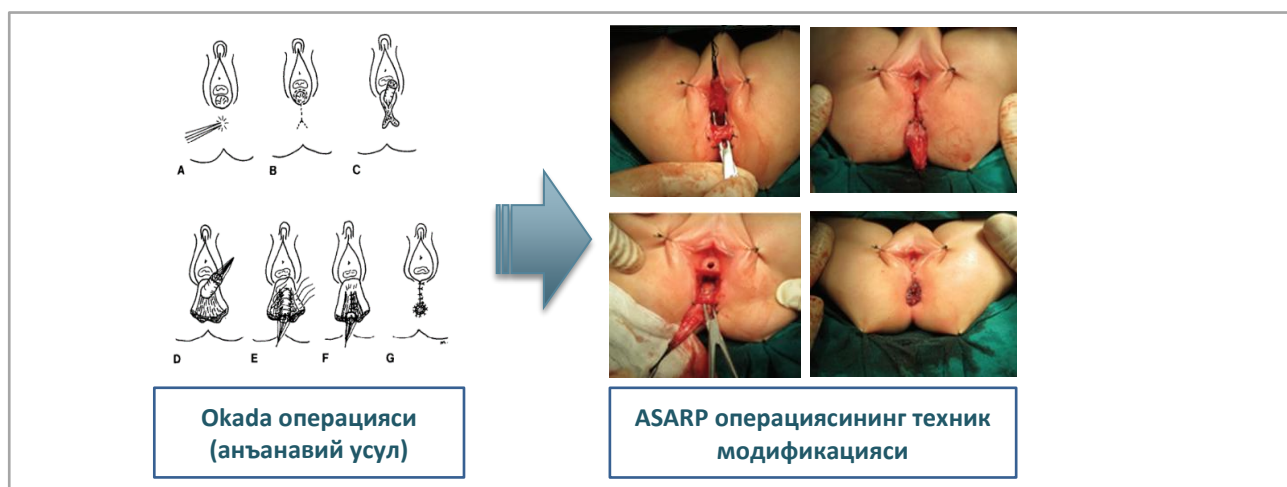 A
B
C
D
E
F
G
Okada операцияси
(анъанавий усул)
ASARP операциясининг техник
модификацияси